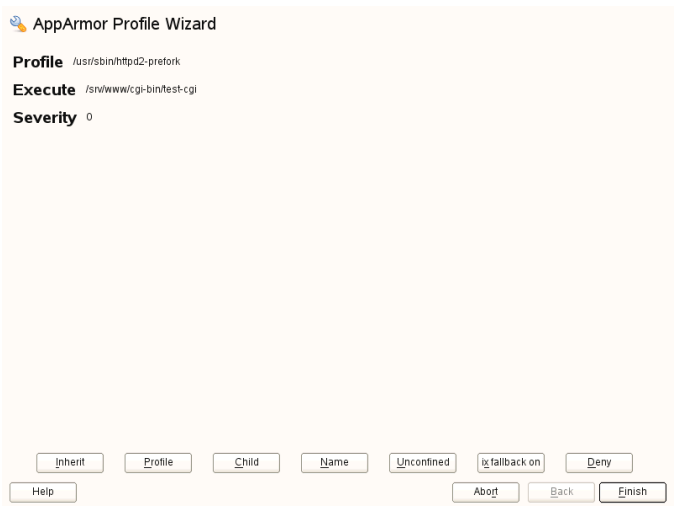 AppArmor Profile Wizard
Profile /usr/sbin/httpd2-prefork
Execute /srv/www/cgi-bin/test-cgi
Severity 0
Inherit Profile Child Name Unconfined ix fallback on Deny
Help Abort Back Finish